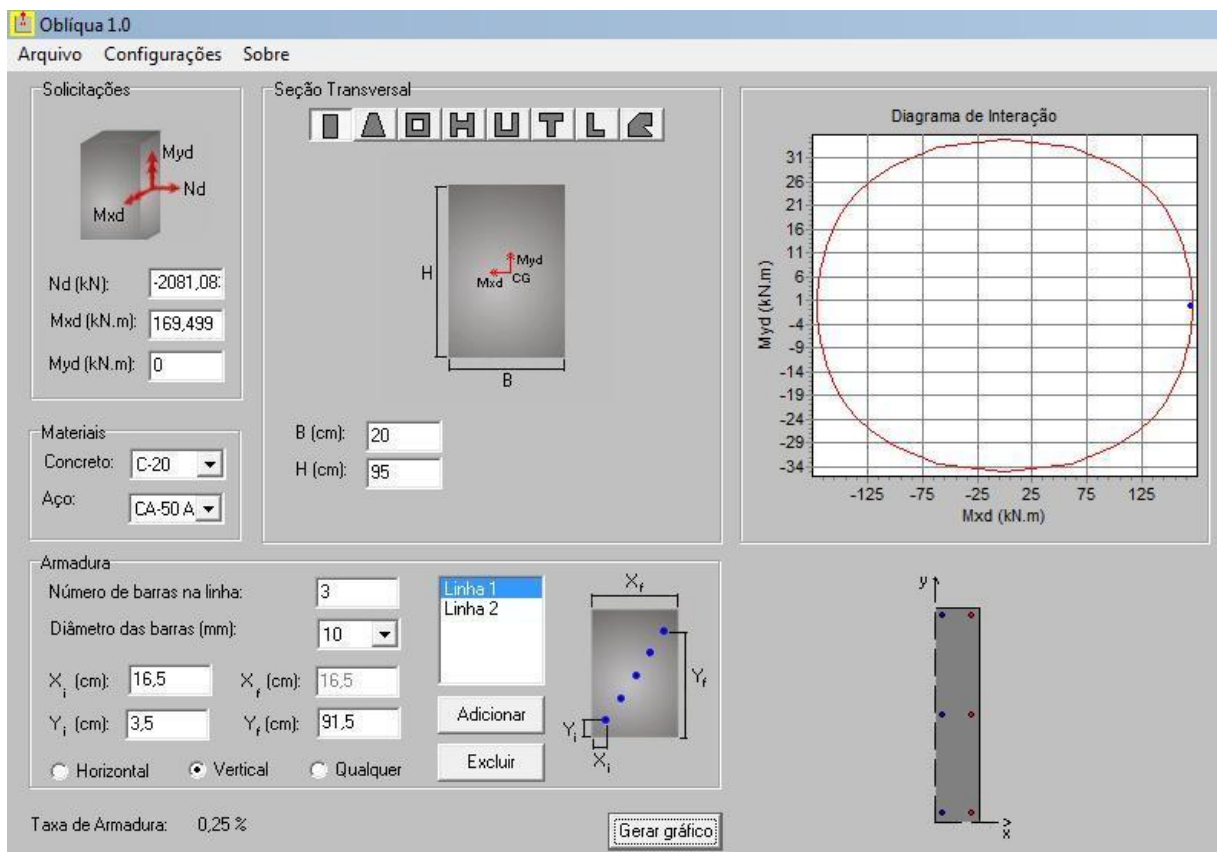 Oblíqua 1.0
Arquivo Configurações Sobre
Solicitações
Myd
Nd
Mxd
Nd (kN): -2081,08
Mxd (kN.m): 169,499
Myd (kN.m): 0
Materiais
Concreto: C-20
Aço: CA-50 A
Seção Transversal
H
Myd
Mxd CG
B
B (cm): 20
H (cm): 95
Diagrama de Interação
31
26
21
16
11
6
1
-4
-9
-14
-19
-24
-29
-34
Myd (kN.m)
-125 -75 -25 25 75 125
Mxd (kN.m)
Armadura
Número de barras na linha: 3
Diâmetro das barras (mm): 10
Xi (cm): 16,5 Xf (cm): 16,5
Yi (cm): 3,5 Yf (cm): 91,5
Horizontal Vertical Qualquer
Linha 1
Linha 2
Adicionar
Excluir
Xf
Yf
Yi
Xi
y
x
Taxa de Armadura: 0,25 %
Gerar gráfico